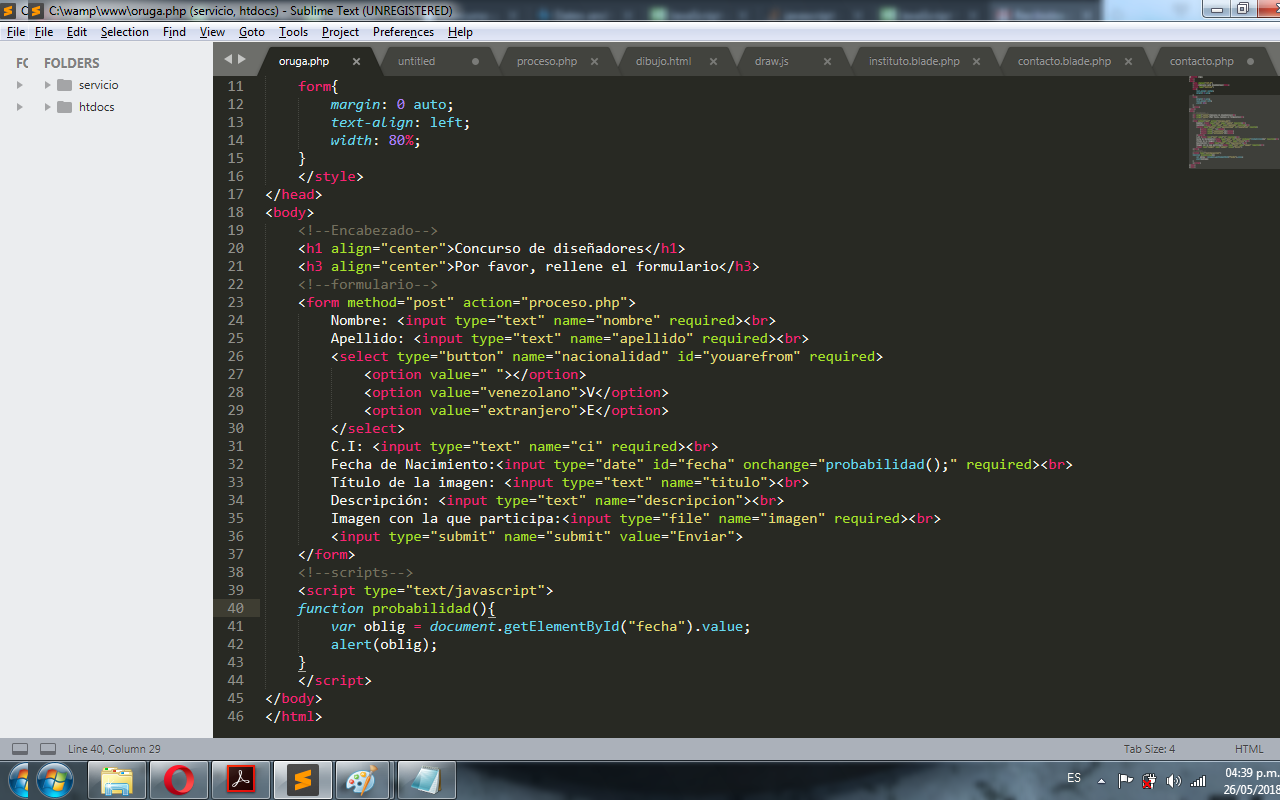 C:\wamp\www\oruga.php (servicio, htdocs) - Sublime Text (UNREGISTERED)
File File Edit Selection Find View Goto Tools Project Preferences Help
FOLDERS
servicio
htdocs
oruga.php × untitled proceso.php × dibujo.html × draw.js × instituto.blade.php × contacto.blade.php × contacto.php
11 form{
12 margin: 0 auto;
13 text-align: left;
14 width: 80%;
15 }
16 </style>
17 </head>
18 <body>
19 <!--Encabezado-->
20 <h1 align="center">Concurso de diseñadores</h1>
21 <h3 align="center">Por favor, rellene el formulario</h3>
22 <!--formulario-->
23 <form method="post" action="proceso.php">
24 Nombre: <input type="text" name="nombre" required><br>
25 Apellido: <input type="text" name="apellido" required><br>
26 <select type="button" name="nacionalidad" id="youarefrom" required>
27 <option value=" "></option>
28 <option value="venezolano">V</option>
29 <option value="extranjero">E</option>
30 </select>
31 C.I: <input type="text" name="ci" required><br>
32 Fecha de Nacimiento:<input type="date" id="fecha" onchange="probabilidad();" required><br>
33 Título de la imagen: <input type="text" name="titulo"><br>
34 Descripción: <input type="text" name="descripcion"><br>
35 Imagen con la que participa:<input type="file" name="imagen" required><br>
36 <input type="submit" name="submit" value="Enviar">
37 </form>
38 <!--scripts-->
39 <script type="text/javascript">
40 function probabilidad(){
41 var oblig = document.getElementById("fecha").value;
42 alert(oblig);
43 }
44 </script>
45 </body>
46 </html>
Line 40, Column 29 Tab Size: 4 HTML
ES 04:39 p.m.
26/05/2018